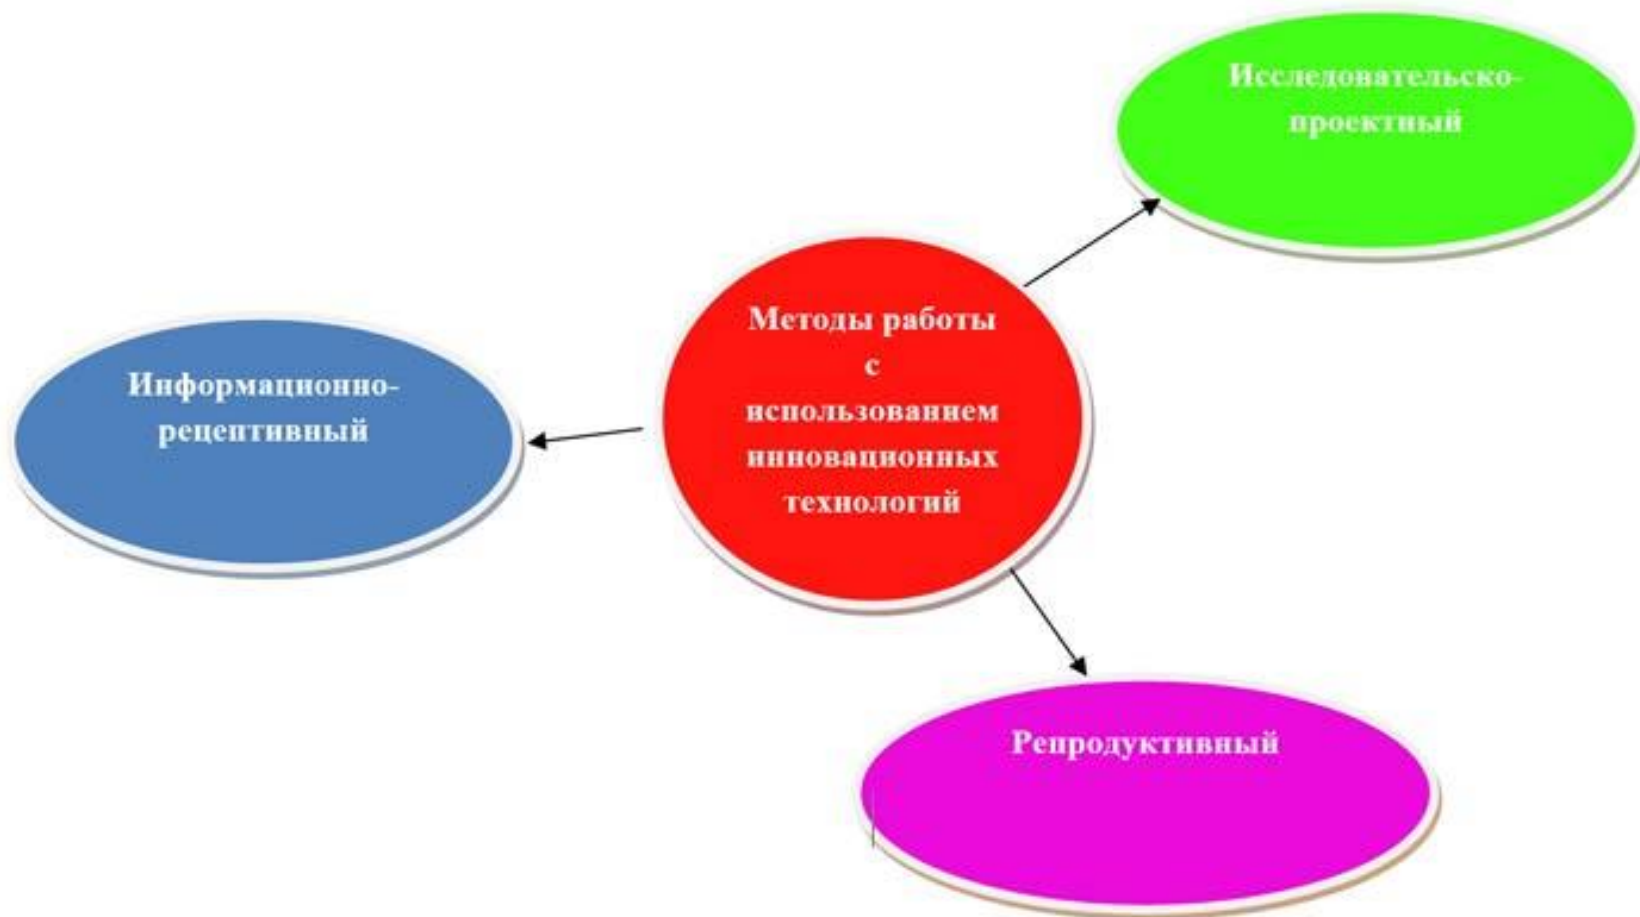 Исследовательско-
проектный
Методы работы
с
использованием
инновационных
технологий
Информационно-
рецептивный
Репродуктивный